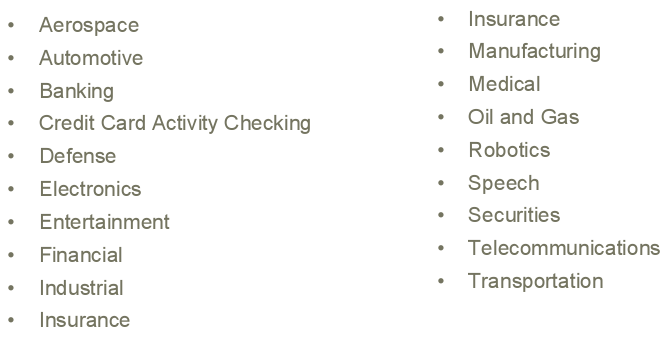 • Aerospace
• Automotive
• Banking
• Credit Card Activity Checking
• Defense
• Electronics
• Entertainment
• Financial
• Industrial
• Insurance
• Insurance
• Manufacturing
• Medical
• Oil and Gas
• Robotics
• Speech
• Securities
• Telecommunications
• Transportation